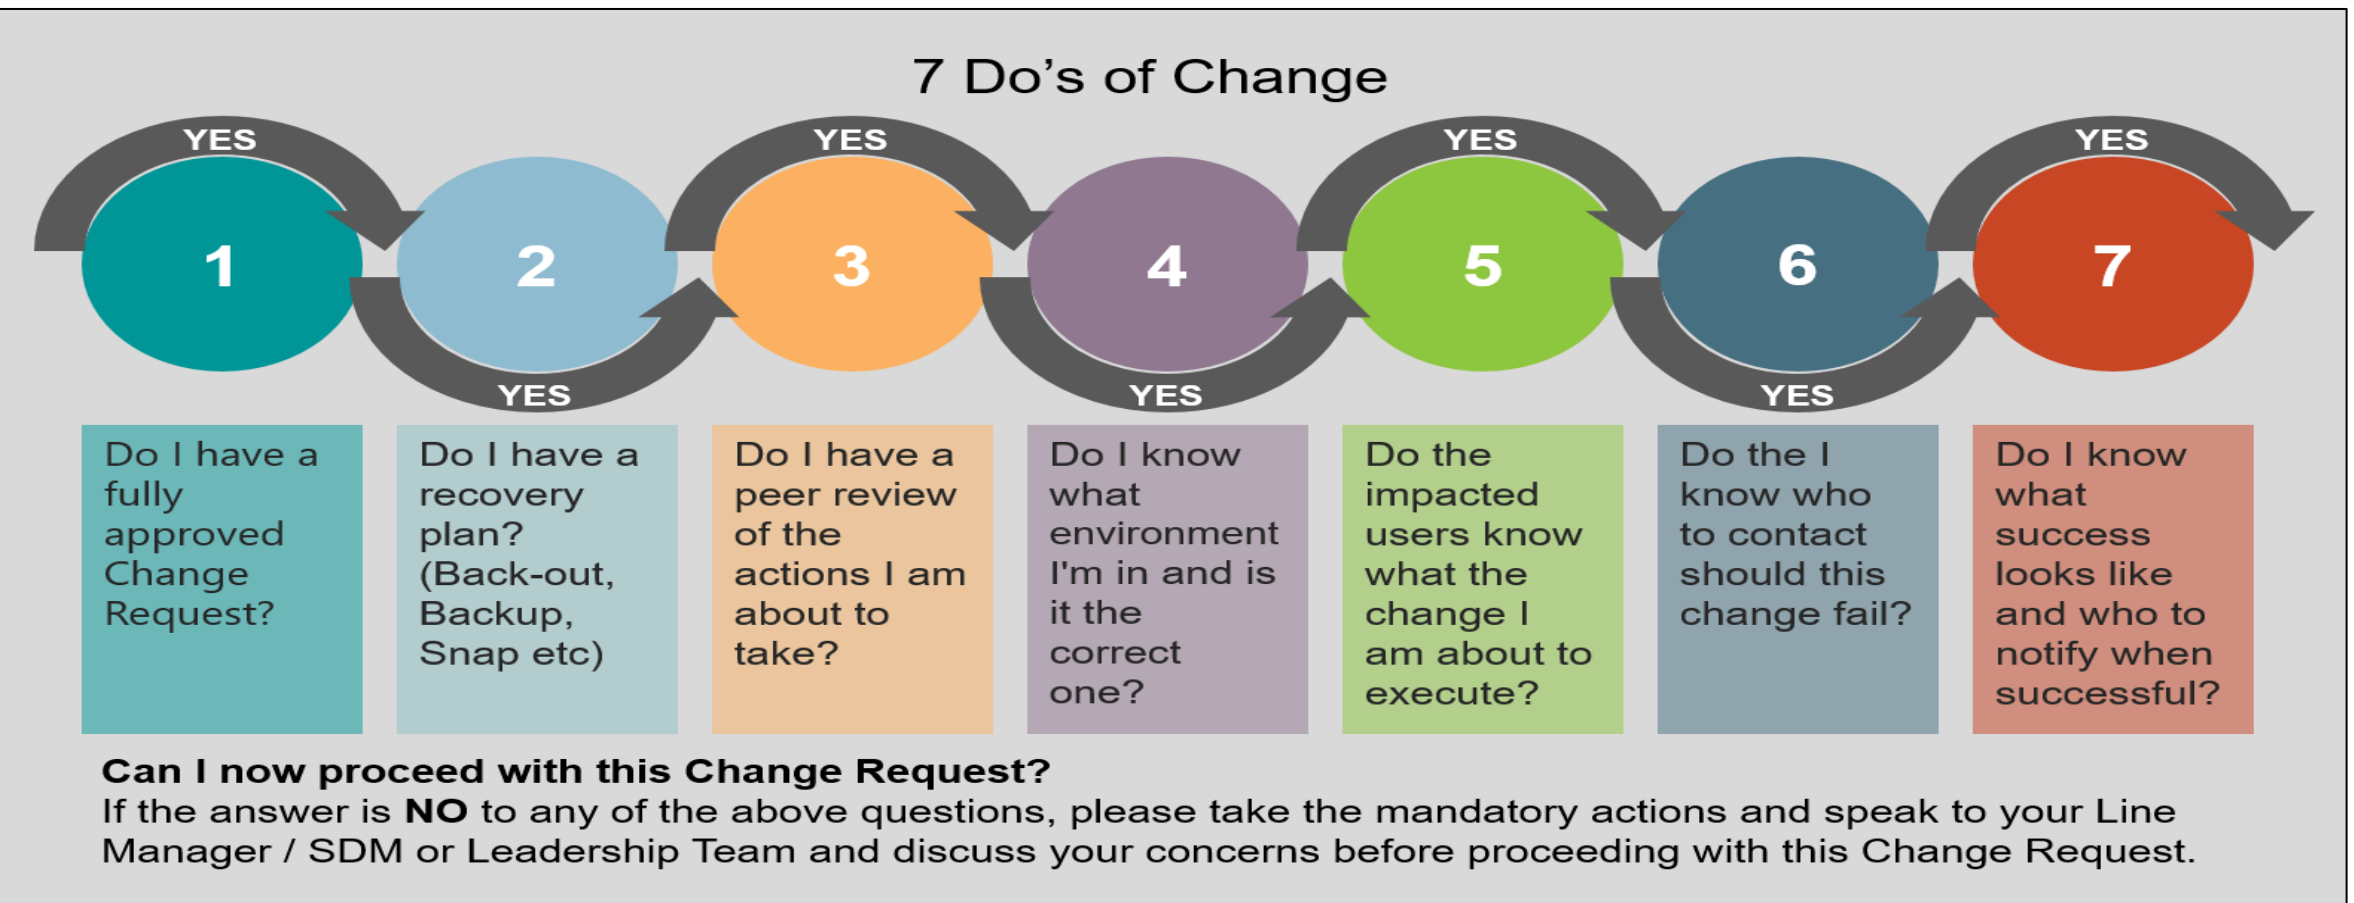 7 Do’s of Change
YES
YES
YES
YES
1
2
3
4
5
6
7
YES
YES
YES
Do I have a
fully
approved
Change
Request?
Do I have a
recovery
plan?
(Back-out,
Backup,
Snap etc)
Do I have a
peer review
of the
actions I am
about to
take?
Do I know
what
environment
I'm in and is
it the
correct
one?
Do the
impacted
users know
what the
change I
am about to
execute?
Do the I
know who
to contact
should this
change fail?
Do I know
what
success
looks like
and who to
notify when
successful?
Can I now proceed with this Change Request?
If the answer is NO to any of the above questions, please take the mandatory actions and speak to your Line
Manager / SDM or Leadership Team and discuss your concerns before proceeding with this Change Request.